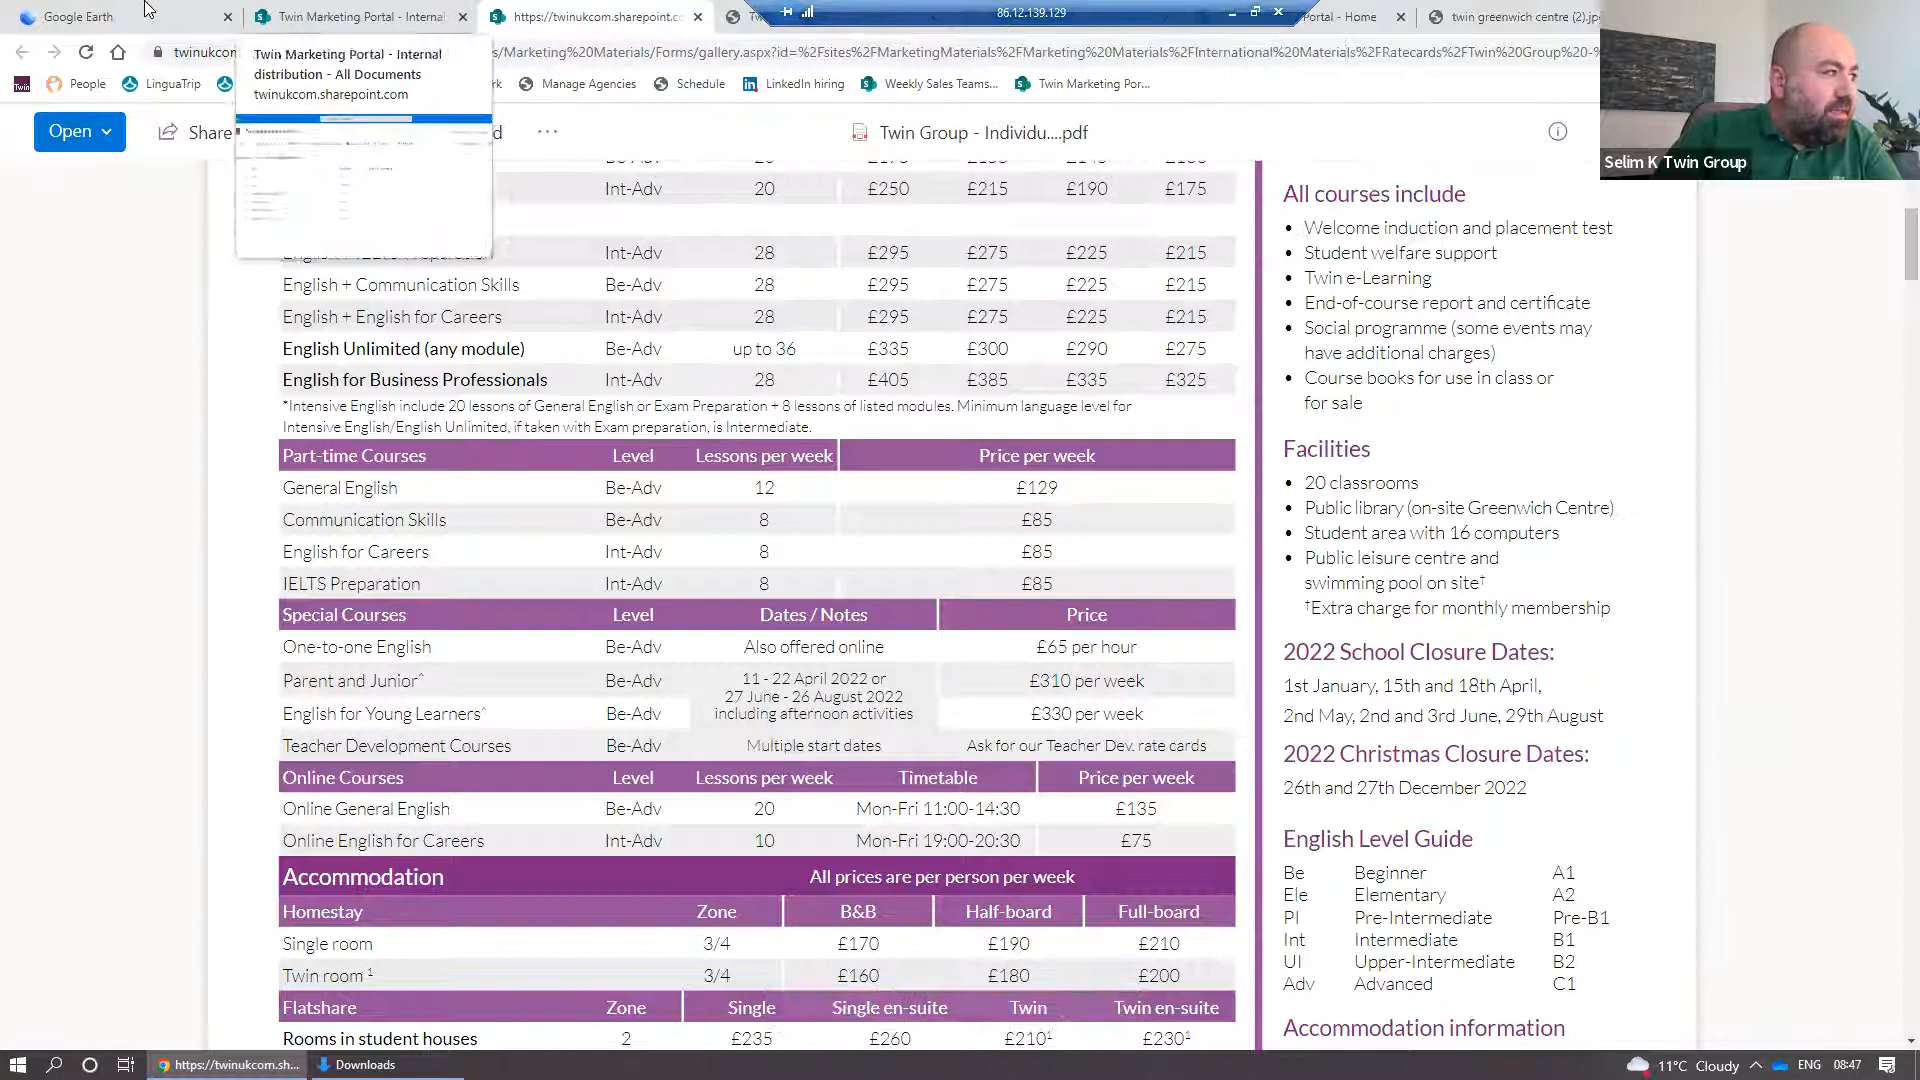 Google Earth
Twin Marketing Portal - Interna
https://twinukcom.sharepoint.c
Tw
86.12.139.129
Portal - Home
twin greenwich centre (2).jp
twinukcom
s/Marketing%20Materials/Forms/gallery.aspx?id=%2Fsites%2FMarketingMaterials%2FMarketing%20Materials%2FInternational%20Materials%2FRatecards%2FTwin%20Group%20-%
Twin Marketing Portal - Internal
distribution - All Documents
twinukcom.sharepoint.com
Twin
People
LinguaTrip
rk
Manage Agencies
Schedule
LinkedIn hiring
Weekly Sales Teams...
Twin Marketing Por...
Open
Share
d
Twin Group - Individu....pdf
Selim K Twin Group
Int-Adv 20 £250 £215 £190 £175
Int-Adv 28 £295 £275 £225 £215
English + Communication Skills Be-Adv 28 £295 £275 £225 £215
English + English for Careers Int-Adv 28 £295 £275 £225 £215
English Unlimited (any module) Be-Adv up to 36 £335 £300 £290 £275
English for Business Professionals Int-Adv 28 £405 £385 £335 £325
*Intensive English include 20 lessons of General English or Exam Preparation + 8 lessons of listed modules. Minimum language level for
Intensive English/English Unlimited, if taken with Exam preparation, is Intermediate.
Part-time Courses Level Lessons per week Price per week
General English Be-Adv 12 £129
Communication Skills Be-Adv 8 £85
English for Careers Int-Adv 8 £85
IELTS Preparation Int-Adv 8 £85
Special Courses Level Dates / Notes Price
One-to-one English Be-Adv Also offered online £65 per hour
Parent and Junior^ Be-Adv 11 - 22 April 2022 or £310 per week
27 June - 26 August 2022
English for Young Learners^ Be-Adv including afternoon activities £330 per week
Teacher Development Courses Be-Adv Multiple start dates Ask for our Teacher Dev. rate cards
Online Courses Level Lessons per week Timetable Price per week
Online General English Be-Adv 20 Mon-Fri 11:00-14:30 £135
Online English for Careers Int-Adv 10 Mon-Fri 19:00-20:30 £75
Accommodation All prices are per person per week
Homestay Zone B&B Half-board Full-board
Single room 3/4 £170 £190 £210
Twin room ¹ 3/4 £160 £180 £200
Flatshare Zone Single Single en-suite Twin Twin en-suite
Rooms in student houses 2 £235 £260 £210¹ £230¹
All courses include
• Welcome induction and placement test
• Student welfare support
• Twin e-Learning
• End-of-course report and certificate
• Social programme (some events may
have additional charges)
• Course books for use in class or
for sale
Facilities
• 20 classrooms
• Public library (on-site Greenwich Centre)
• Student area with 16 computers
• Public leisure centre and
swimming pool on site†
†Extra charge for monthly membership
2022 School Closure Dates:
1st January, 15th and 18th April,
2nd May, 2nd and 3rd June, 29th August
2022 Christmas Closure Dates:
26th and 27th December 2022
English Level Guide
Be Beginner A1
Ele Elementary A2
PI Pre-Intermediate Pre-B1
Int Intermediate B1
UI Upper-Intermediate B2
Adv Advanced C1
Accommodation information
https://twinukcom.sh...
Downloads
11°C Cloudy
ENG
08:47